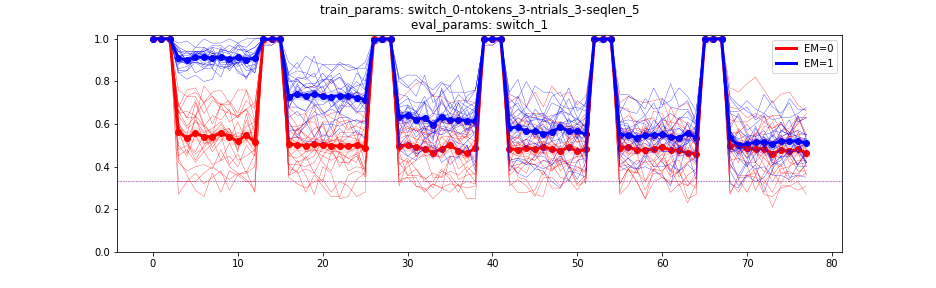 train_params: switch_0-ntokens_3-ntrials_3-seqlen_5
eval_params: switch_1
1.0
0.8
0.6
0.4
0.2
0.0
EM=0
EM=1
0 10 20 30 40 50 60 70 80